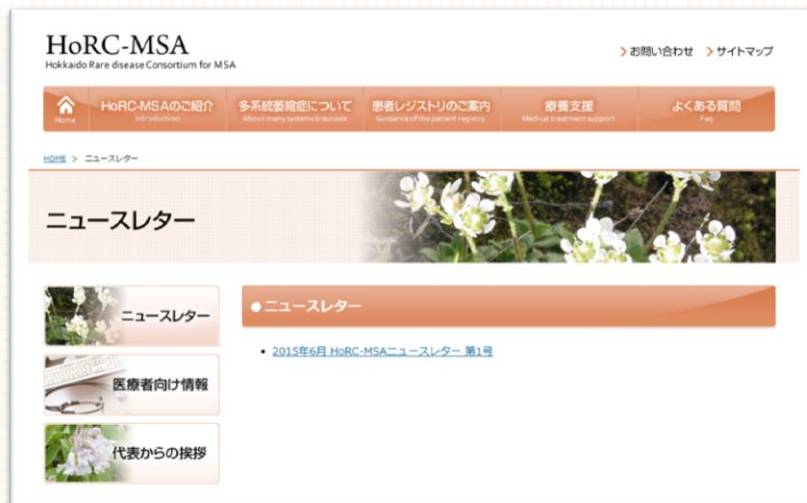 HoRC-MSA
Hokkaido Rare disease Consortium for MSA
お問い合わせ サイトマップ
Home
HoRC-MSAのご紹介 多系統萎縮症について 患者レジストリのご案内 療養支援 よくある質問
Introduction About many systems kraurosis Guidance of the patient registry Medical treatment support Faq
HOME > ニュースレター
ニュースレター
ニュースレター
医療者向け情報
代表からの挨拶
●ニュースレター
• 2015年6月 HoRC-MSAニュースレター 第1号